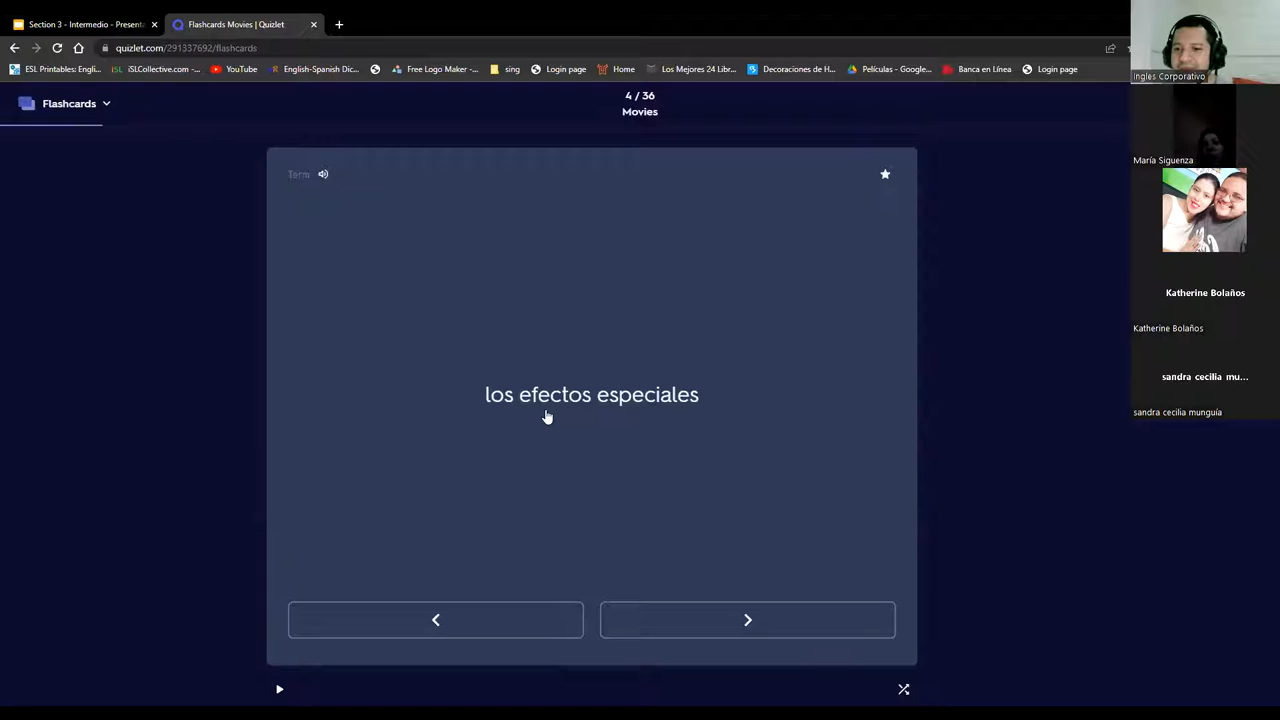 Section 3 - Intermedio - Presenta
Flashcards Movies | Quizlet
quizlet.com/291337692/flashcards
ESL Printables: Engli...
iSLCollective.com -...
YouTube
English-Spanish Dic...
Free Logo Maker -...
sing
Login page
Home
Los Mejores 24 Libr...
Decoraciones de H...
Películas - Google...
Banca en Línea
Login page
Ingles Corporativo
Flashcards
4 / 36
Movies
María Siguenza
Term
Katherine Bolaños
Katherine Bolaños
sandra cecilia mu...
sandra cecilia munguía
los efectos especiales